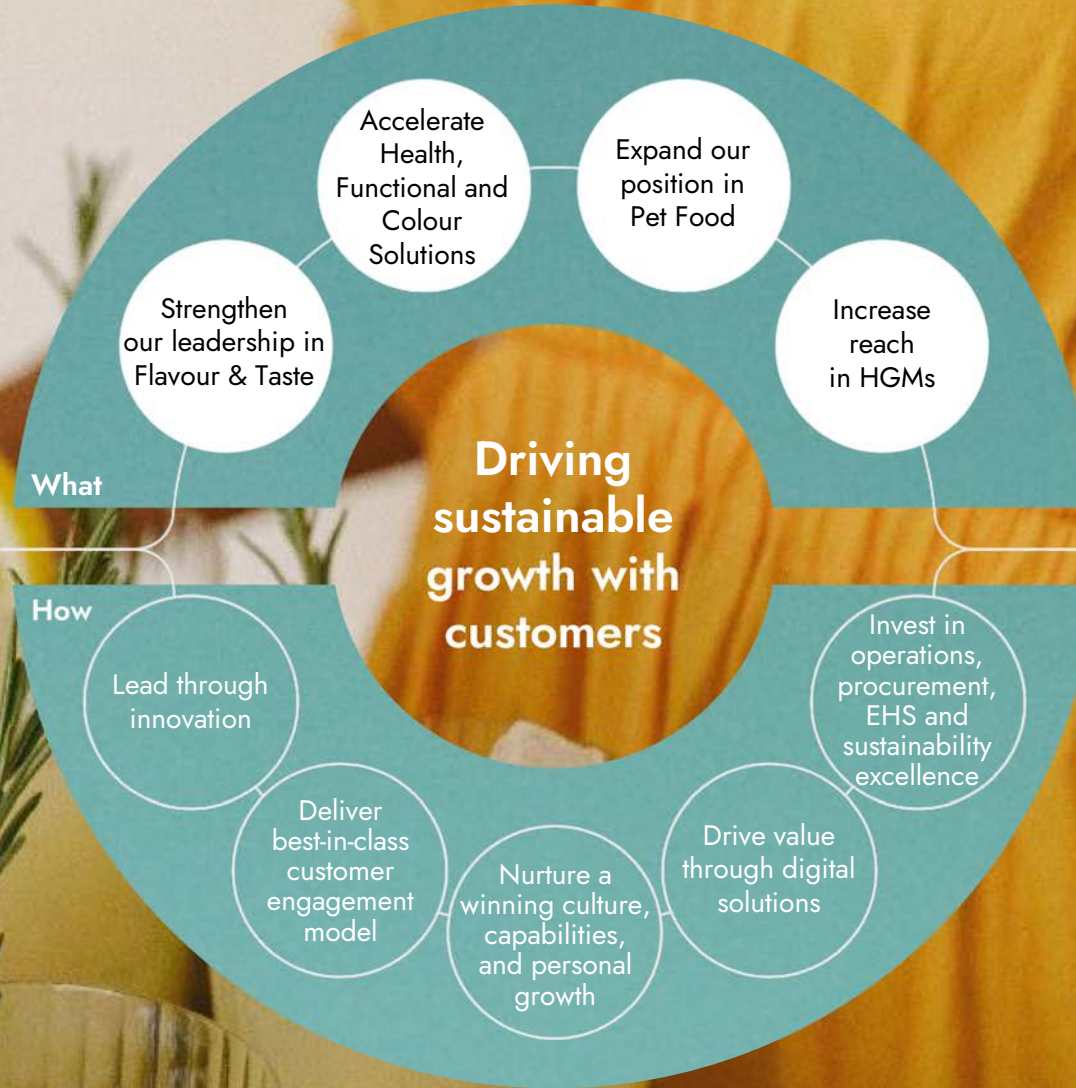 What
Strengthen
our leadership in
Flavour & Taste
Accelerate
Health,
Functional and
Colour
Solutions
Expand our
position in
Pet Food
Increase
reach
in HGMs
Driving
sustainable
growth with
customers
How
Lead through
innovation
Deliver
best-in-class
customer
engagement
model
Nurture a
winning culture,
capabilities,
and personal
growth
Drive value
through digital
solutions
Invest in
operations,
procurement,
EHS and
sustainability
excellence